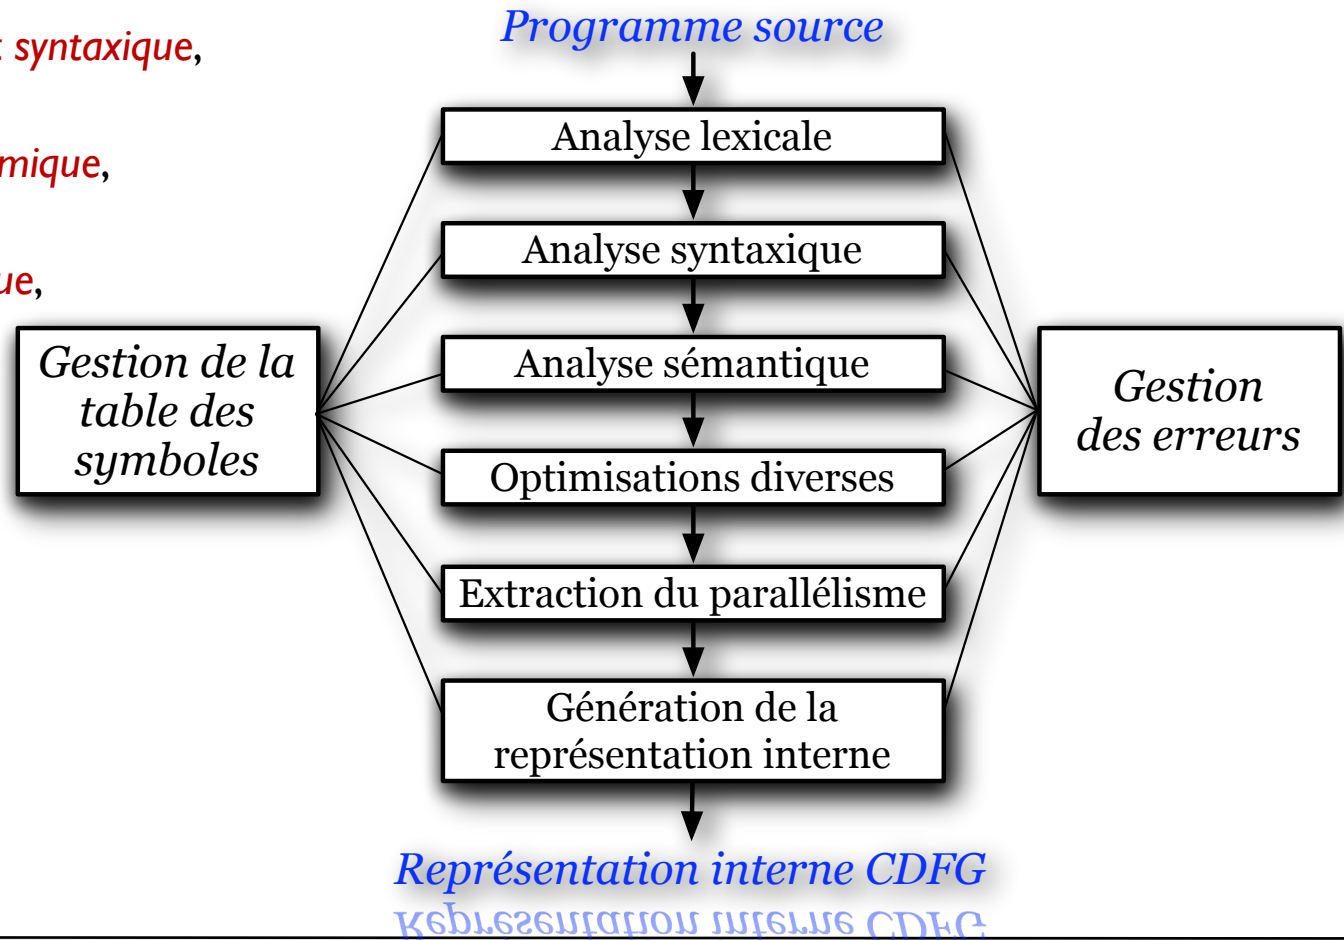 syntaxique,
mique,
ue,
Programme source
Analyse lexicale
Analyse syntaxique
Analyse sémantique
Optimisations diverses
Extraction du parallélisme
Génération de la
représentation interne
Gestion de la
table des
symboles
Gestion
des erreurs
Représentation interne CDFG